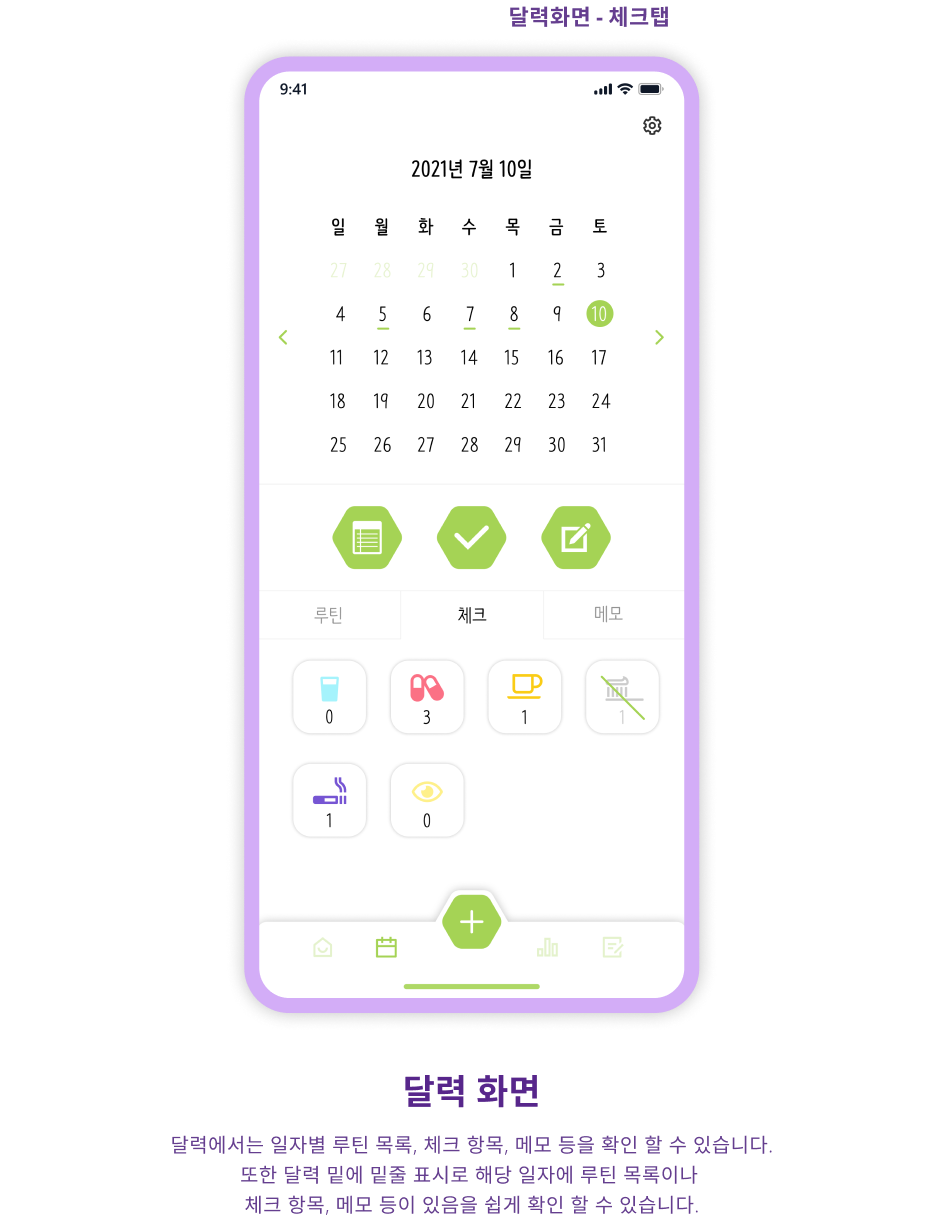 달력화면 - 체크탭
9:41
2021년 7월 10일
일 월 화 수 목 금 토
27 28 29 30 1 2 3
4 5 6 7 8 9 10
11 12 13 14 15 16 17
18 19 20 21 22 23 24
25 26 27 28 29 30 31
루틴 체크 메모
0 3 1 1
1 0
달력 화면
달력에서는 일자별 루틴 목록, 체크 항목, 메모 등을 확인 할 수 있습니다.
또한 달력 밑에 밑줄 표시로 해당 일자에 루틴 목록이나
체크 항목, 메모 등이 있음을 쉽게 확인 할 수 있습니다.